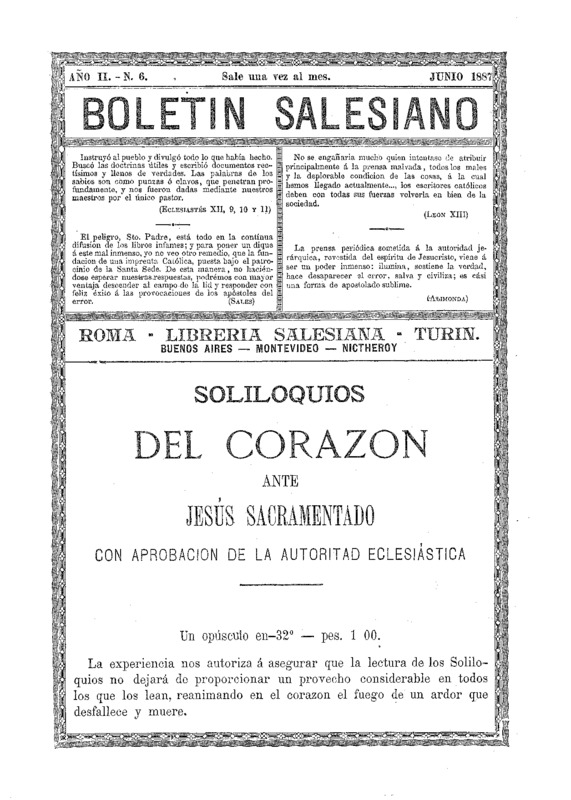 AÑO II. - N. 6. Sale una vez al mes. JUNIO 1887
BOLETIN SALESIANO
Instruyó al pueblo y divulgó todo lo que había hecho.
Buscó las doctrinas útiles y escribió documentos rec-
tísimos y llenos de verdades. Las palabras de los
sabios son como punzas ó clavos, que penetran pro-
fundamente, y nos fueron dadas mediante nuestros
maestros por el único pastor.
(ECLESIASTÉS XII, 9, 10 y 11)
El peligro, Sto. Padre, está todo en la continua
difusion de los libros infames; y para poner un dique
á este mal inmenso, yo no veo otro remedio, que la fun-
dacion de una imprenta Católica, puesta bajo el patro-
cinio de la Santa Sede. De esta manera, no hacién-
dose esperar nuestras respuestas, podrémos con mayor
ventaja descender al campo de la lid y responder con
feliz éxito á las provocaciones de los apóstoles del
error. (SALES)
No se engañaria mucho quien intentase de atribuir
principalmente á la prensa malvada, todos los males
y la deplorable condicion de las cosas, á la cual
hemos llegado actualmente..., los escritores católicos
deben con todas sus fuerzas volverla en bien de la
sociedad.
(LEON XIII)
La prensa periódica sometida á la autoridad je-
rárquica, revestida del espíritu de Jesucristo, viene á
ser un poder inmenso: ilumina, sostiene la verdad,
hace desaparecer al error, salva y civiliza; es cási
una forma de apostolado sublime.
(ALIMONDA)
ROMA - LIBRERIA SALESIANA - TURIN.
BUENOS AIRES — MONTEVIDEO — NICTHEROY
SOLILOQUIOS
DEL CORAZON
ANTE
JESÚS SACRAMENTADO
CON APROBACION DE LA AUTORITAD ECLESIÁSTICA
Un opúsculo en-32º — pes. 1 00.
La experiencia nos autoriza á asegurar que la lectura de los Solilo-
quios no dejará de proporcionar un provecho considerable en todos
los que los lean, reanimando en el corazon el fuego de un ardor que
desfallece y muere.